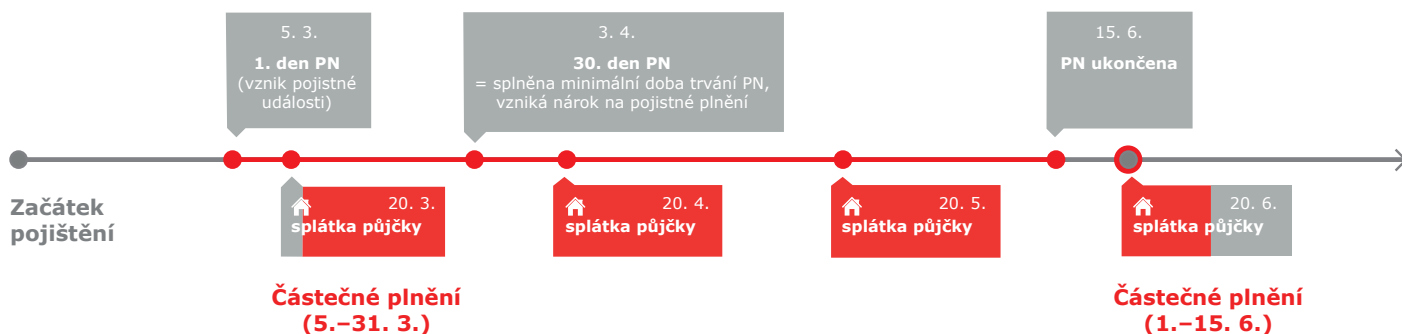 5. 3.
1. den PN
(vznik pojistné
události)
3. 4.
30. den PN
= splněna minimální doba trvání PN,
vzniká nárok na pojistné plnění
15. 6.
PN ukončena
Začátek
pojištění
20. 3.
splátka půjčky
20. 4.
splátka půjčky
20. 5.
splátka půjčky
20. 6.
splátka půjčky
Částečné plnění
(5.–31. 3.)
Částečné plnění
(1.–15. 6.)